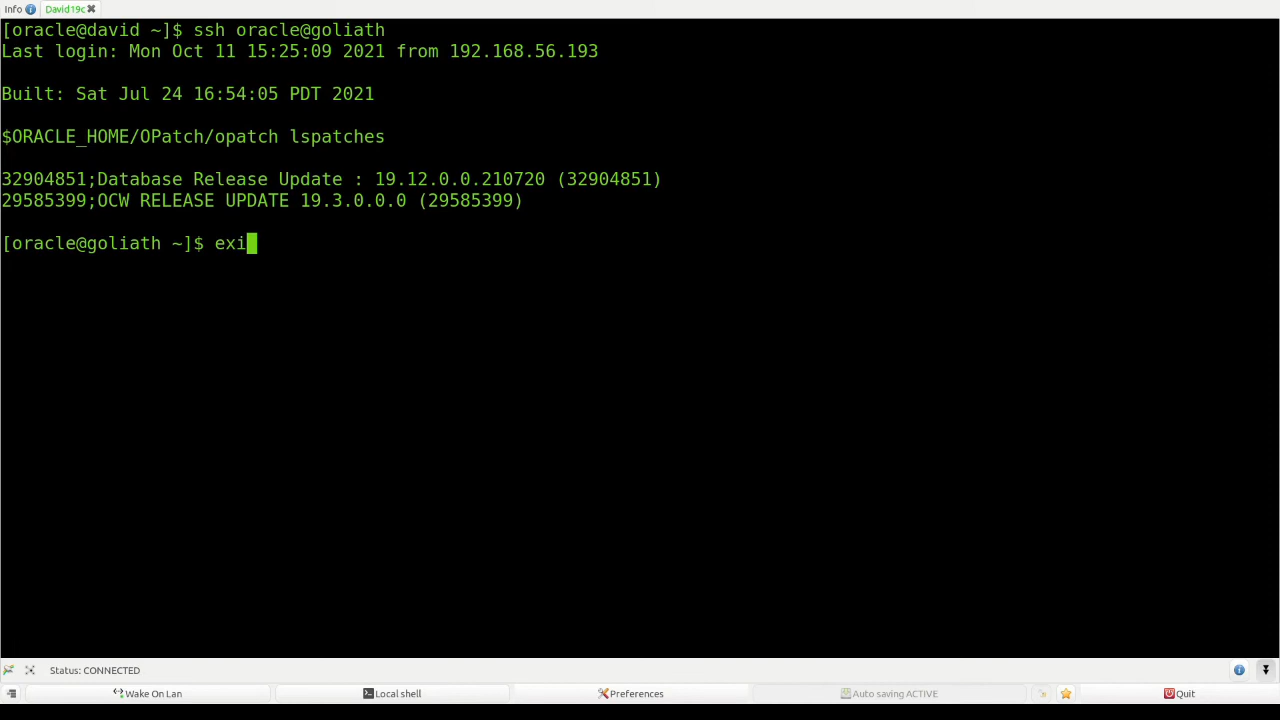 Info
David19c
[oracle@david ~]$ ssh oracle@goliath
Last login: Mon Oct 11 15:25:09 2021 from 192.168.56.193
Built: Sat Jul 24 16:54:05 PDT 2021
$ORACLE_HOME/OPatch/opatch lspatches
32904851;Database Release Update : 19.12.0.0.210720 (32904851)
29585399;OCW RELEASE UPDATE 19.3.0.0.0 (29585399)
[oracle@goliath ~]$ exi
Status: CONNECTED
Wake On Lan
Local shell
Preferences
Auto saving ACTIVE
Quit